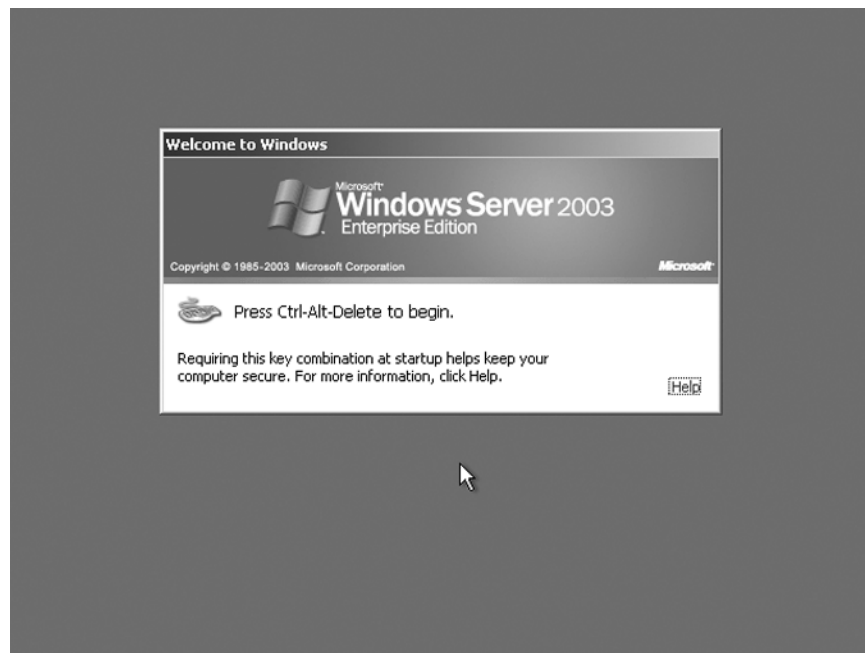 Welcome to Windows
Microsoft
Windows Server 2003
Enterprise Edition
Copyright © 1985-2003 Microsoft Corporation Microsoft
Press Ctrl-Alt-Delete to begin.
Requiring this key combination at startup helps keep your
computer secure. For more information, click Help.
Help